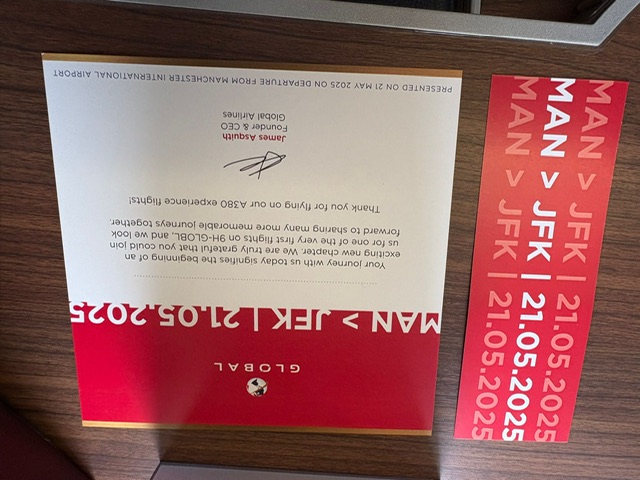 GLOBAL
MAN > JFK | 21.05.2025
Your journey with us today signifies the beginning of an
exciting new chapter. We are truly grateful that you could join
us for one of the very first flights on 9H-GLOBL, and we look
forward to sharing many more memorable journeys together.
Thank you for flying on our A380 experience flights!
James Asquith
Founder & CEO
Global Airlines
PRESENTED ON 21 MAY 2025 ON DEPARTURE FROM MANCHESTER INTERNATIONAL AIRPORT
MAN > JFK | 21.05.2025
MAN > JFK | 21.05.2025
MAN > JFK | 21.05.2025